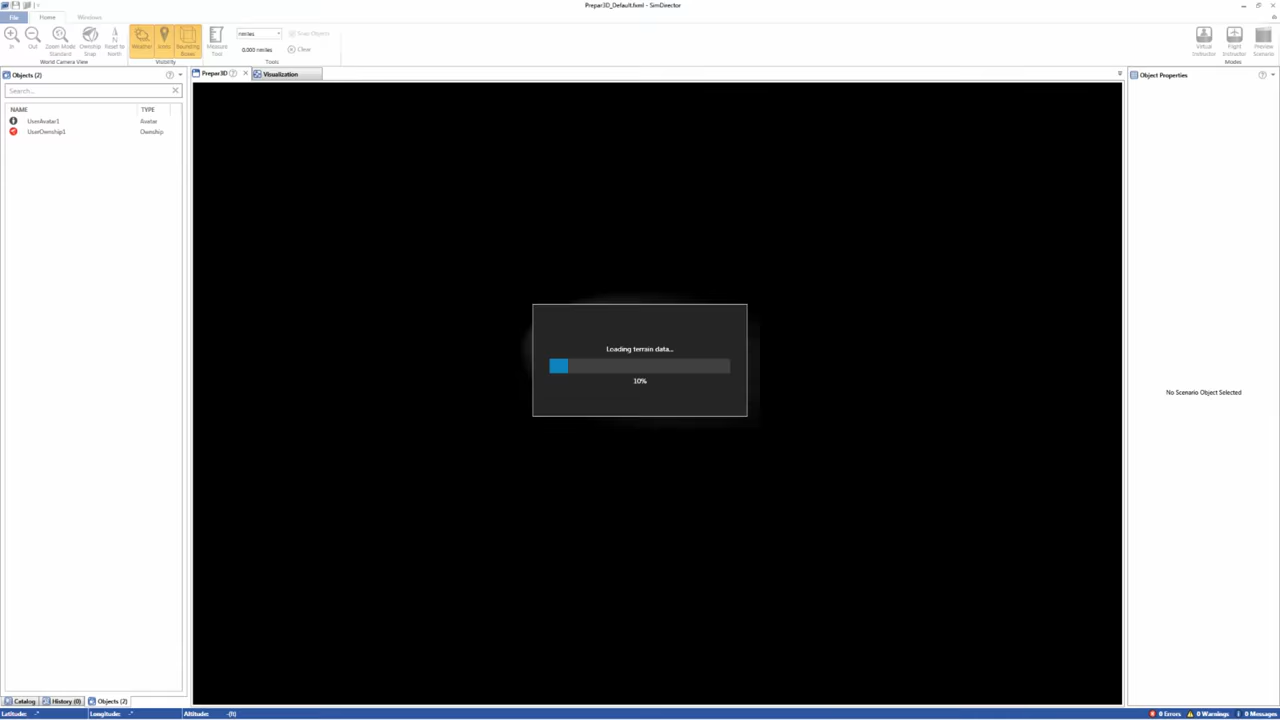 Prepar3D_Default.fxml - SimDirector
File
Home
Windows
In
Out
Zoom Mode
Standard
Ownship
Snap
Reset to
North
World Camera View
Weather
Icons
Bounding
Boxes
Visibility
Measure
Tool
nmiles
0.000 nmiles
Snap Objects
Clear
Tools
Virtual
Instructor
Flight
Instructor
Preview
Scenario
Modes
Objects (2)
Search...
NAME TYPE
UserAvatar1 Avatar
UserOwnship1 Ownship
Prepar3D
Visualization
Loading terrain data...
10%
Object Properties
No Scenario Object Selected
Catalog History (0) Objects (2)
Latitude: -° Longitude: -° Altitude: -(ft)
0 Errors 0 Warnings 0 Messages